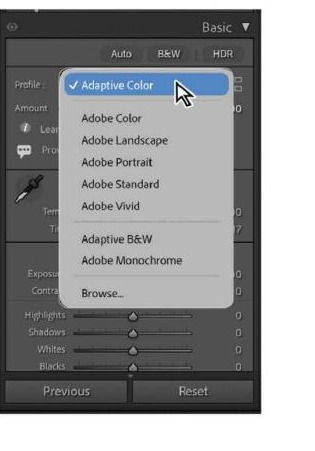 Basic
Auto B&W HDR
Profile: ✓ Adaptive Color
Amount
Adobe Color
Adobe Landscape
Adobe Portrait
Adobe Standard
Adobe Vivid
Adaptive B&W
Adobe Monochrome
Browse...
Highlights 0
Shadows 0
Whites 0
Blacks 0
Previous Reset